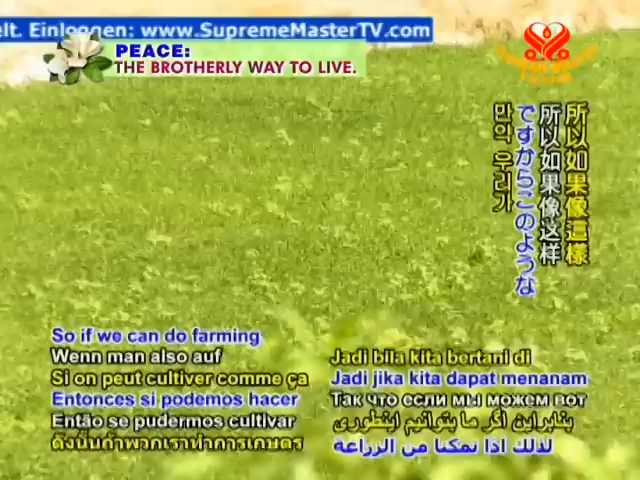 elt. Einloggen: www.SupremeMasterTV.com
PEACE:
THE BROTHERLY WAY TO LIVE.
所以如果像這樣
所以如果像这样
ですからこのような
만약 우리가
So if we can do farming
Wenn man also auf
Si on peut cultiver comme ça
Entonces si podemos hacer
Então se pudermos cultivar
ดังนั้นถ้าพวกเราทำการเกษตร
Jadi bila kita bertani di
Jadi jika kita dapat menanam
Так что если мы можем вот
بنابراین اگر ما بتوانیم اینطوری
لذلك اذا تمكنا من الزراعة